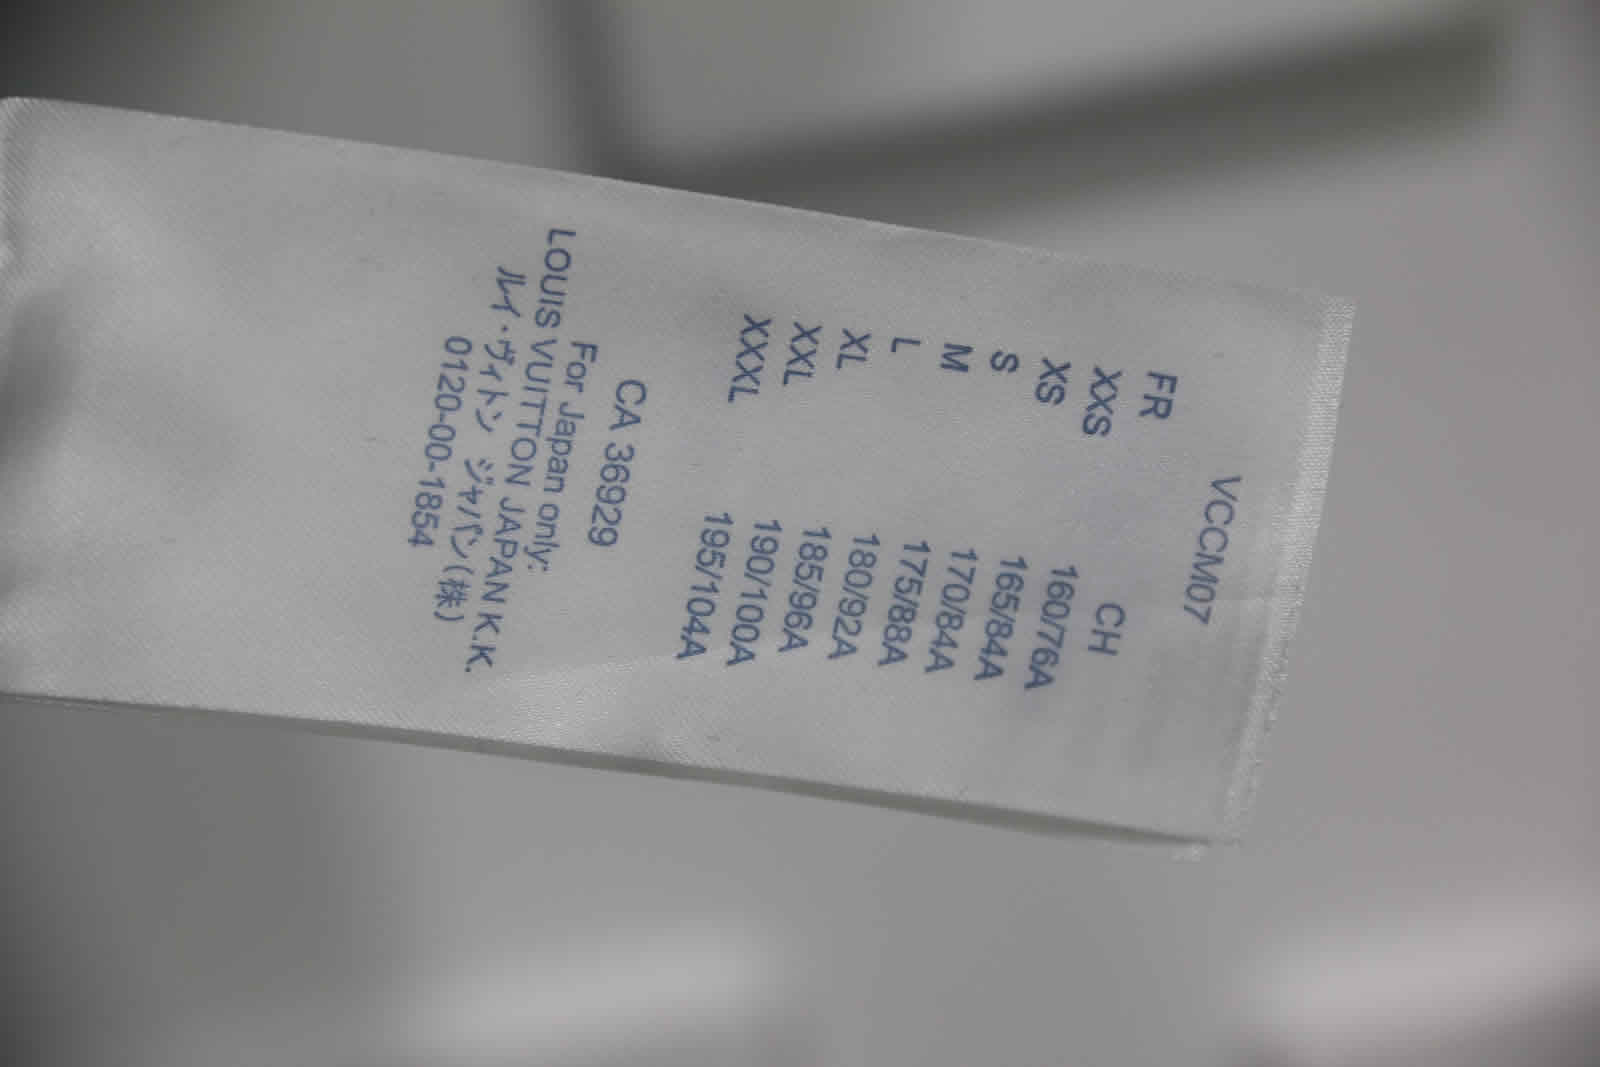 VCCM07
FR CH
XXS 160/76A
XS 165/84A
S 170/84A
M 175/88A
L 180/92A
XL 185/96A
XXL 190/100A
XXXL 195/104A
CA 36929
For Japan only:
LOUIS VUITTON JAPAN K.K.
ルイ・ヴィトン ジャパン(株)
0120-00-1854